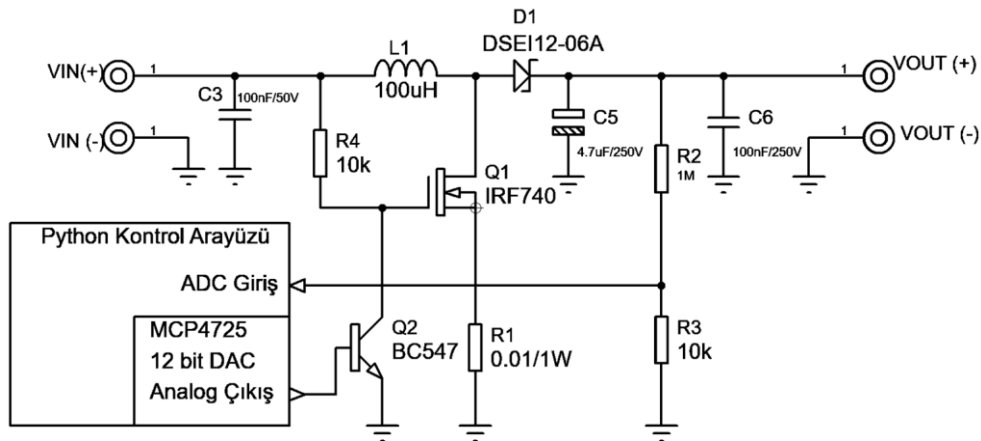 D1
DSEI12-06A
L1
100uH
VIN(+)
1
VOUT (+)
1
C3
100nF/50V
VIN (-)
1
R4
10k
C5
4.7uF/250V
C6
100nF/250V
VOUT (-)
1
R2
1M
Q1
IRF740
Python Kontrol Arayüzü
ADC Giriş
MCP4725
12 bit DAC
Analog Çıkış
Q2
BC547
R1
0.01/1W
R3
10k